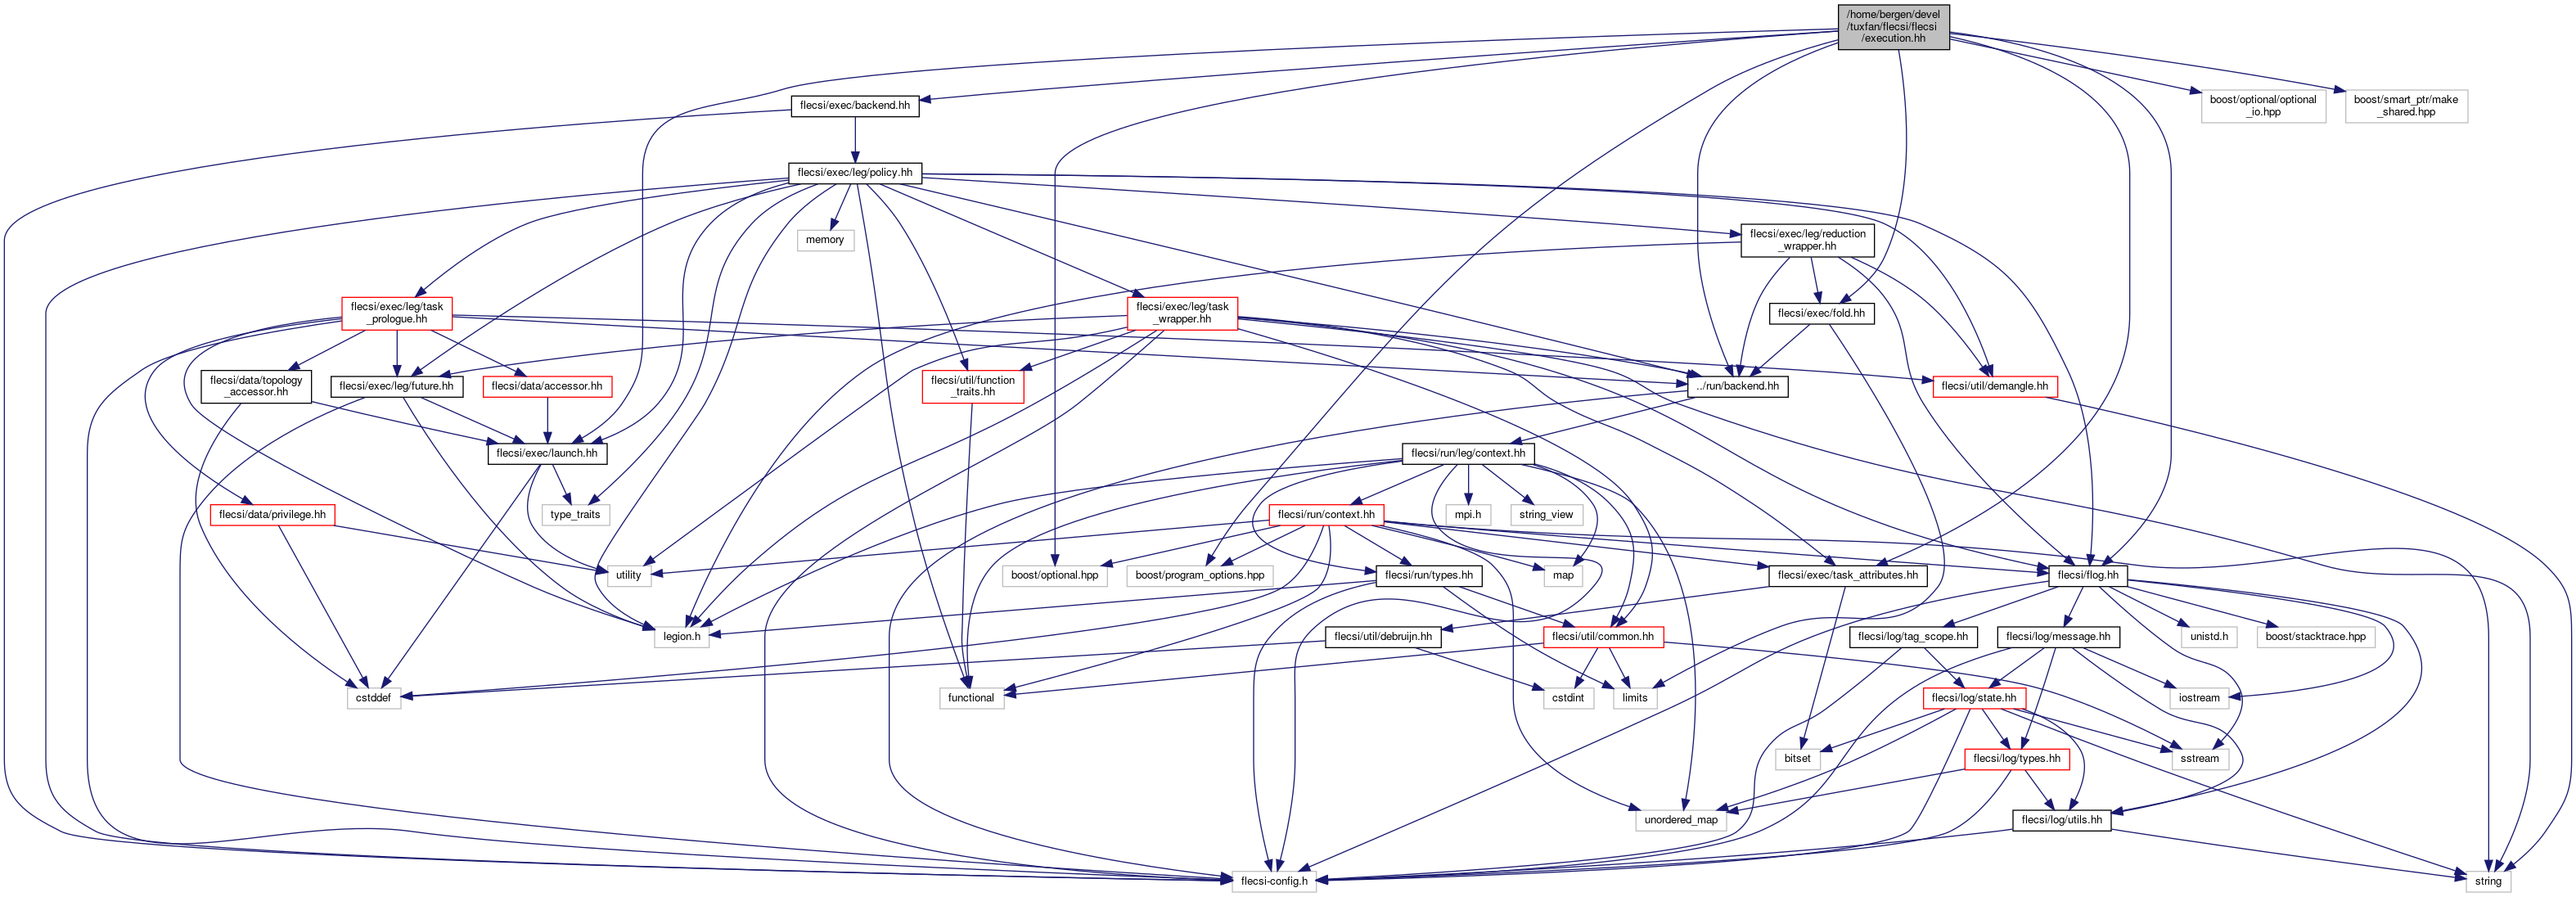 /home/bergen/devel
/tuxfan/flecsi/flecsi
/execution.hh
flecsi/exec/backend.hh
boost/optional/optional
_io.hpp
boost/smart_ptr/make
_shared.hpp
flecsi/exec/leg/policy.hh
memory
flecsi/exec/leg/reduction
_wrapper.hh
flecsi/exec/leg/task
_prologue.hh
flecsi/exec/leg/task
_wrapper.hh
flecsi/exec/fold.hh
flecsi/data/topology
_accessor.hh
flecsi/exec/leg/future.hh
flecsi/data/accessor.hh
flecsi/util/function
_traits.hh
../run/backend.hh
flecsi/util/demangle.hh
flecsi/exec/launch.hh
flecsi/run/leg/context.hh
flecsi/data/privilege.hh
type_traits
flecsi/run/context.hh
mpi.h
string_view
utility
boost/optional.hpp
boost/program_options.hpp
flecsi/run/types.hh
map
flecsi/exec/task_attributes.hh
flecsi/flog.hh
legion.h
flecsi/util/debruijn.hh
flecsi/util/common.hh
flecsi/log/tag_scope.hh
flecsi/log/message.hh
unistd.h
boost/stacktrace.hpp
cstddef
functional
cstdint
limits
flecsi/log/state.hh
iostream
bitset
flecsi/log/types.hh
sstream
unordered_map
flecsi/log/utils.hh
flecsi-config.h
string